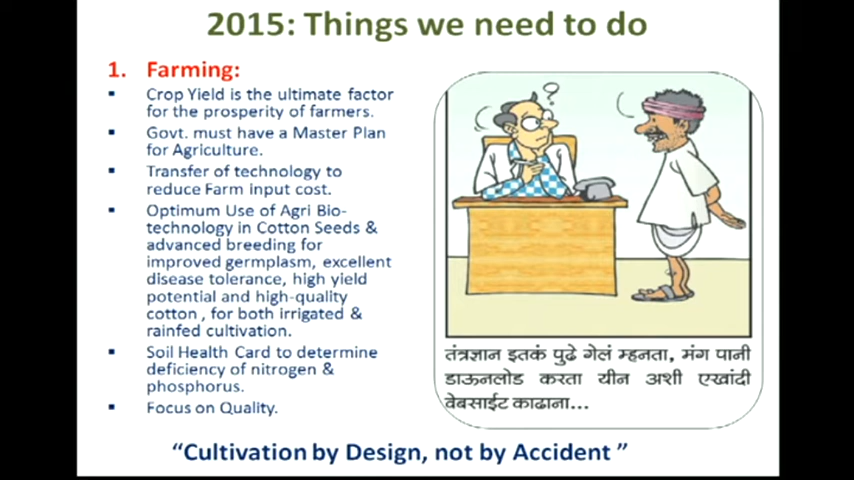 2015: Things we need to do
1. Farming:
▪ Crop Yield is the ultimate factor
for the prosperity of farmers.
▪ Govt. must have a Master Plan
for Agriculture.
▪ Transfer of technology to
reduce Farm input cost.
▪ Optimum Use of Agri Bio-
technology in Cotton Seeds &
advanced breeding for
improved germplasm, excellent
disease tolerance, high yield
potential and high-quality
cotton , for both irrigated &
rainfed cultivation.
▪ Soil Health Card to determine
deficiency of nitrogen &
phosphorus.
▪ Focus on Quality.
?
तंत्रज्ञान इतकं पुढे गेलं म्हनता, मंग पानी
डाऊनलोड करता यीन अशी एखांदी
वेबसाईट काढाना...
“Cultivation by Design, not by Accident ”